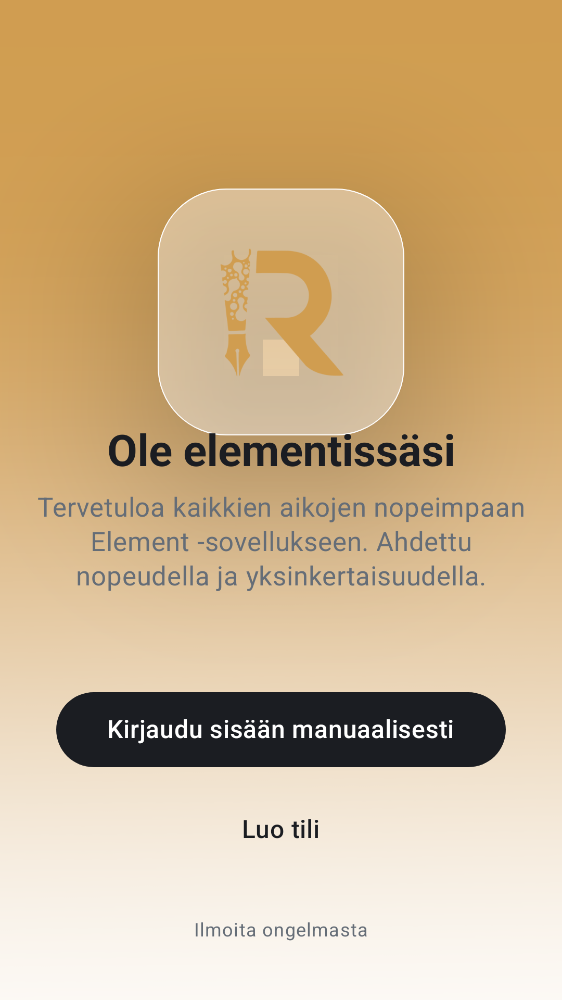 R
Ole elementissäsi
Tervetuloa kaikkien aikojen nopeimpaan
Element -sovellukseen. Ahdettu
nopeudella ja yksinkertaisuudella.
Kirjaudu sisään manuaalisesti
Luo tili
Ilmoita ongelmasta